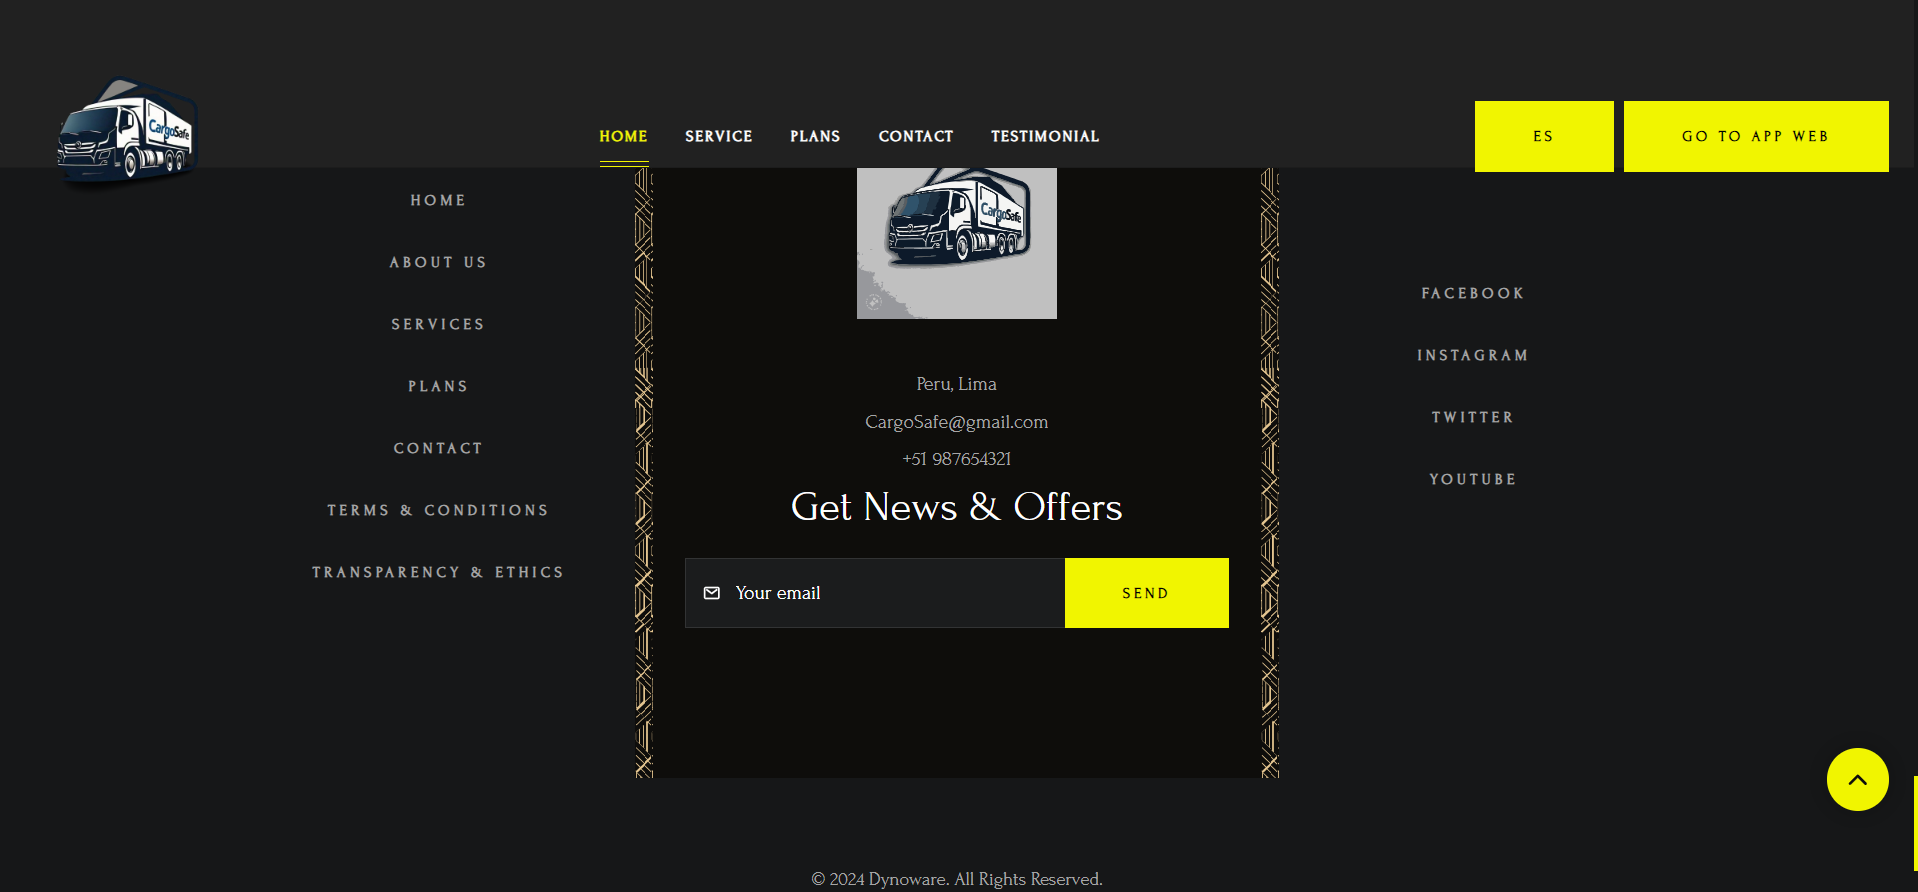 CargoSafe
HOME
SERVICE
PLANS
CONTACT
TESTIMONIAL
ES
GO TO APP WEB
HOME
ABOUT US
SERVICES
PLANS
CONTACT
TERMS & CONDITIONS
TRANSPARENCY & ETHICS
CargoSafe
Peru, Lima
CargoSafe@gmail.com
+51 987654321
Get News & Offers
Your email
SEND
FACEBOOK
INSTAGRAM
TWITTER
YOUTUBE
© 2024 Dynoware. All Rights Reserved.